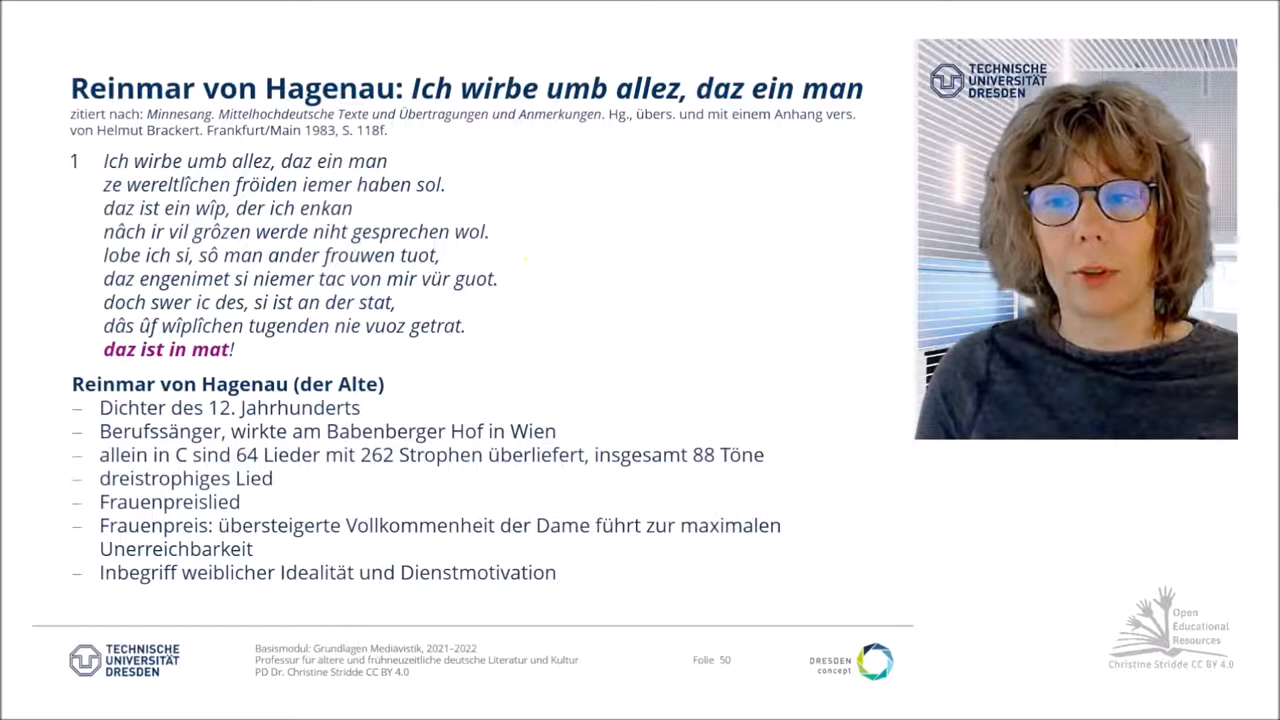 Reinmar von Hagenau: Ich wirbe umb allez, daz ein man
zitiert nach: Minnesang. Mittelhochdeutsche Texte und Übertragungen und Anmerkungen. Hg., übers. und mit einem Anhang vers.
von Helmut Brackert. Frankfurt/Main 1983, S. 118f.
1 Ich wirbe umb allez, daz ein man
ze wereltlîchen fröiden iemer haben sol.
daz ist ein wîp, der ich enkan
nâch ir vil grôzen werde niht gesprechen wol.
lobe ich si, sô man ander frouwen tuot,
daz engenimet si niemer tac von mir vür guot.
doch swer ic des, si ist an der stat,
dâs ûf wîplîchen tugenden nie vuoz getrat.
daz ist in mat!
Reinmar von Hagenau (der Alte)
– Dichter des 12. Jahrhunderts
– Berufssänger, wirkte am Babenberger Hof in Wien
– allein in C sind 64 Lieder mit 262 Strophen überliefert, insgesamt 88 Töne
– dreistrophiges Lied
– Frauenpreislied
– Frauenpreis: übersteigerte Vollkommenheit der Dame führt zur maximalen
Unerreichbarkeit
– Inbegriff weiblicher Idealität und Dienstmotivation
TECHNISCHE
UNIVERSITÄT
DRESDEN
TECHNISCHE
UNIVERSITÄT
DRESDEN
Basismodul: Grundlagen Mediävistik, 2021–2022
Professur für ältere und frühneuzeitliche deutsche Literatur und Kultur
PD Dr. Christine Stridde CC BY 4.0
Folie 50
DRESDEN
concept
Open
Educational
Resources
Christine Stridde CC BY 4.0